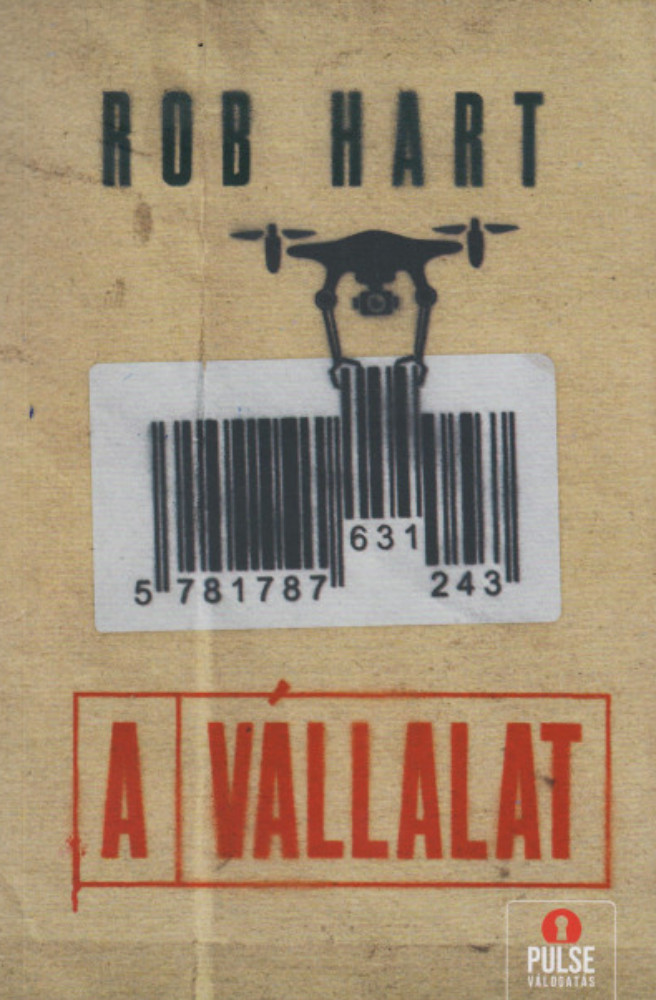 ROB HART
631
5 781787 243
A VÁLLALAT
PULSE
VÁLOGATÁS